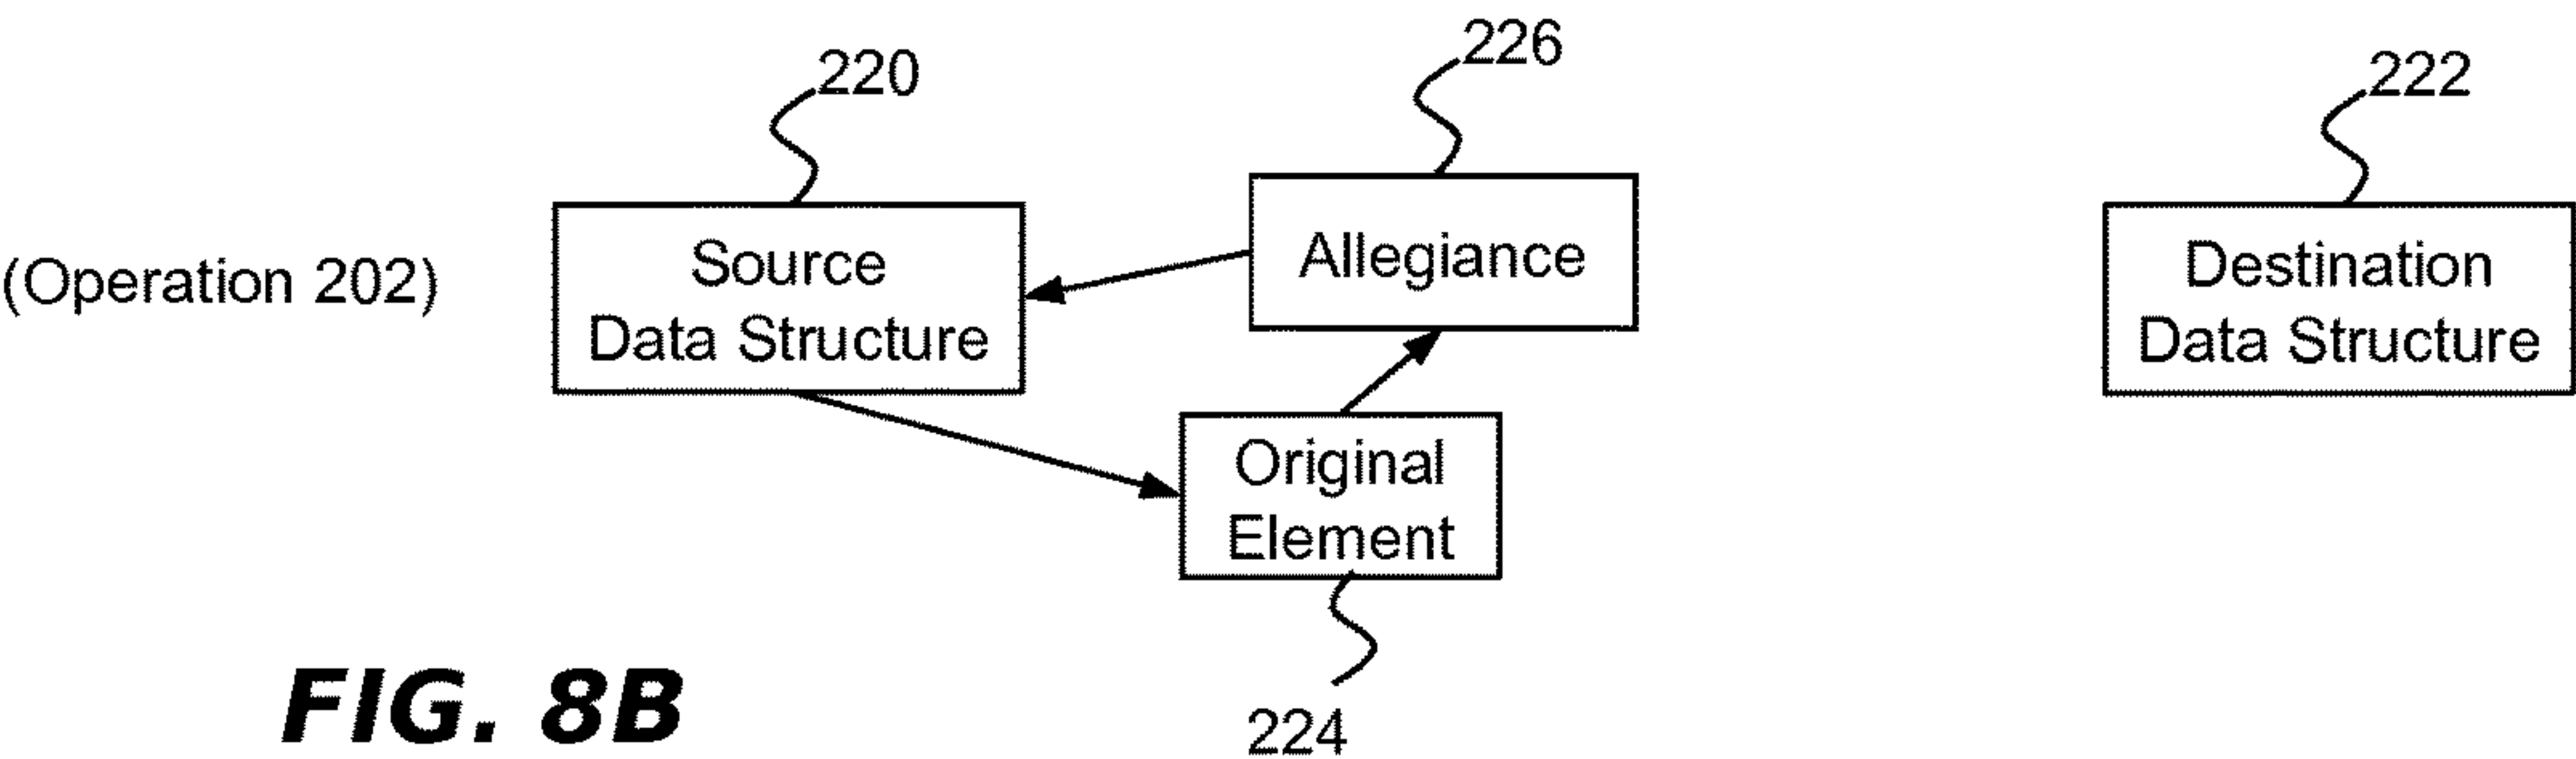 220
226
222
(Operation 202)
Source
Data Structure
Allegiance
Destination
Data Structure
Original
Element
224
FIG. 8B